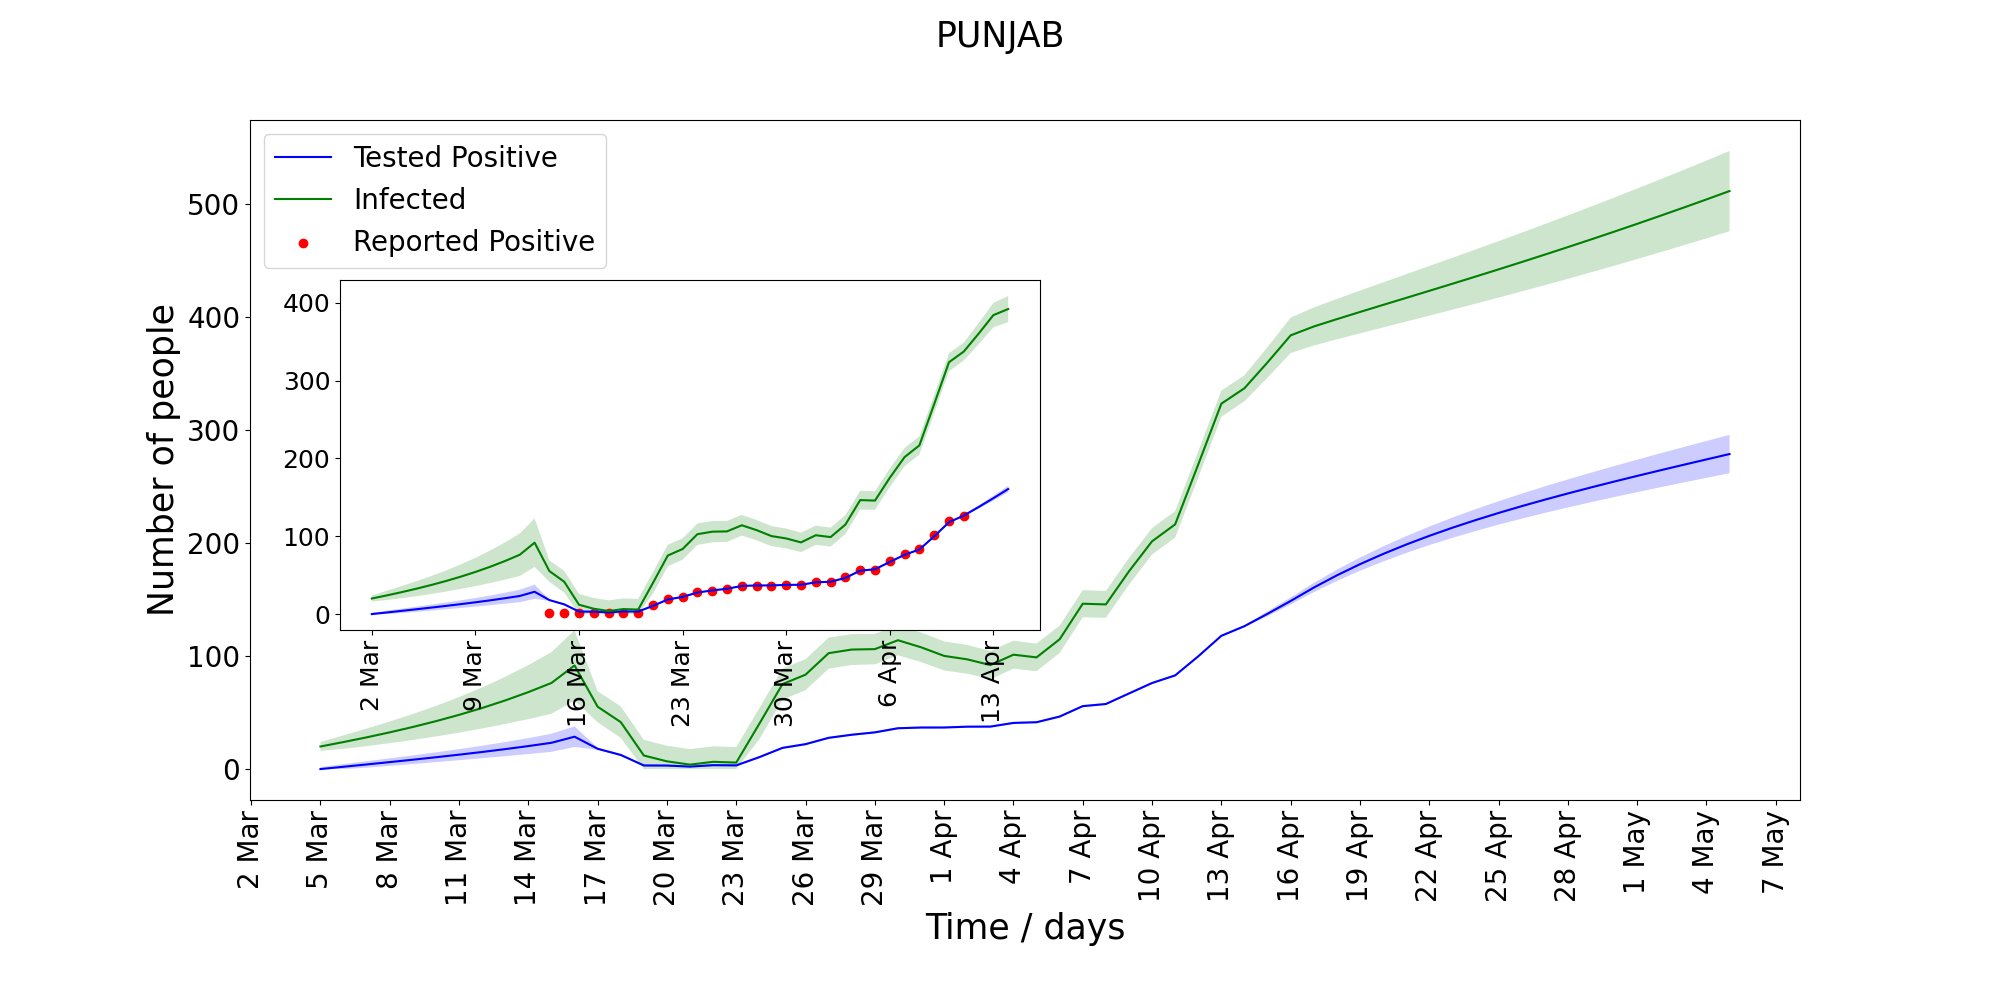 PUNJAB
Tested Positive
Infected
Reported Positive
Number of people
500
400
300
200
100
0
400
300
200
100
0
2 Mar
9 Mar
16 Mar
23 Mar
30 Mar
6 Apr
13 Apr
2 Mar
5 Mar
8 Mar
11 Mar
14 Mar
17 Mar
20 Mar
23 Mar
26 Mar
29 Mar
1 Apr
4 Apr
7 Apr
10 Apr
13 Apr
16 Apr
19 Apr
22 Apr
25 Apr
28 Apr
1 May
4 May
7 May
Time / days